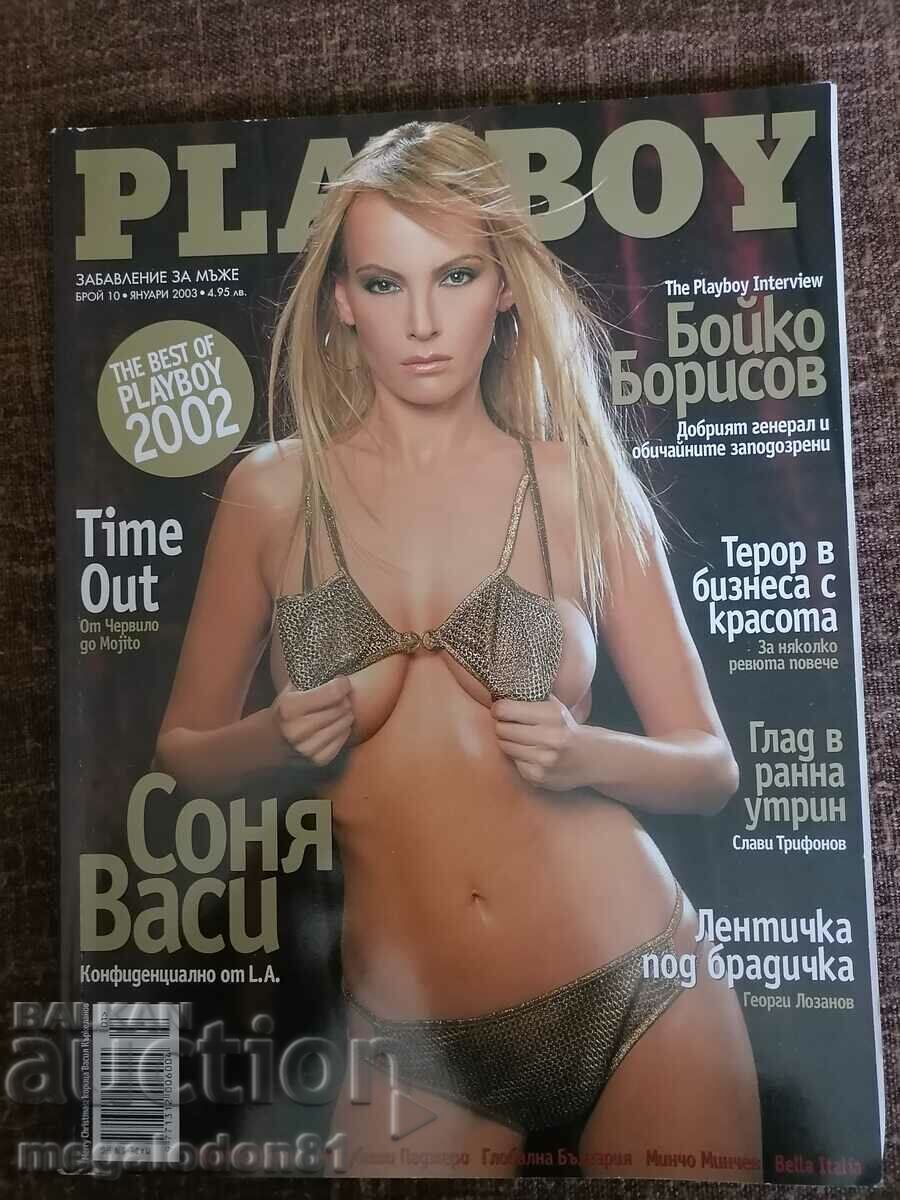 PLAYBOY
ЗАБАВЛЕНИЕ ЗА МЪЖЕ
БРОЙ 10 • ЯНУАРИ 2003 • 4.95 лв.
THE BEST OF
PLAYBOY
2002
The Playboy Interview
Бойко
Борисов
Добрият генерал и
обичайните заподозрени
Time
Out
От Червило
до Mojito
Терор в
бизнеса с
красота
За няколко
ревюта повече
Глад в
ранна
утрин
Слави Трифонов
Соня
Васи
Конфиденциално от L.A.
Лентичка
под брадичка
Георги Лозанов
Merry Christmas
BALKAN
auction
megalodon81
Паджеро Глобална България Минчо Минчев Bella Italia